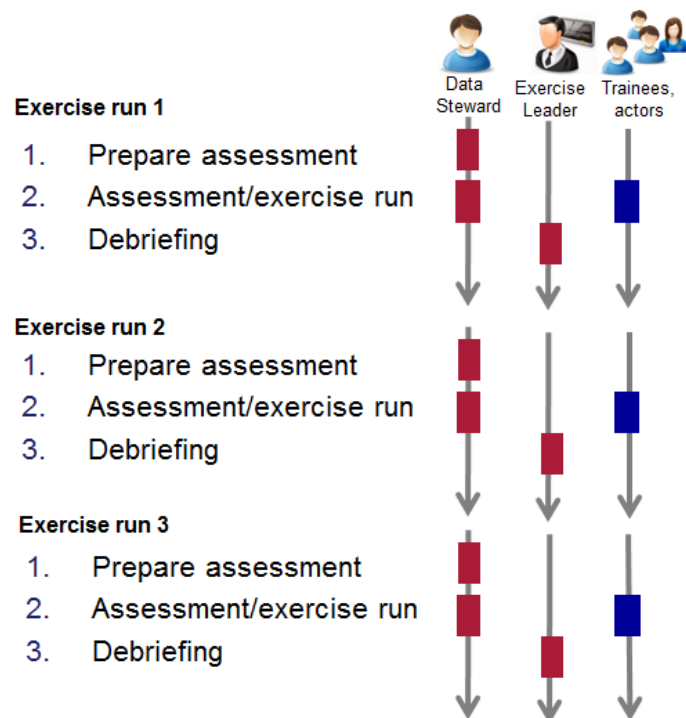 Data
Steward
Exercise
Leader
Trainees,
actors
Exercise run 1
1. Prepare assessment
2. Assessment/exercise run
3. Debriefing
Exercise run 2
1. Prepare assessment
2. Assessment/exercise run
3. Debriefing
Exercise run 3
1. Prepare assessment
2. Assessment/exercise run
3. Debriefing